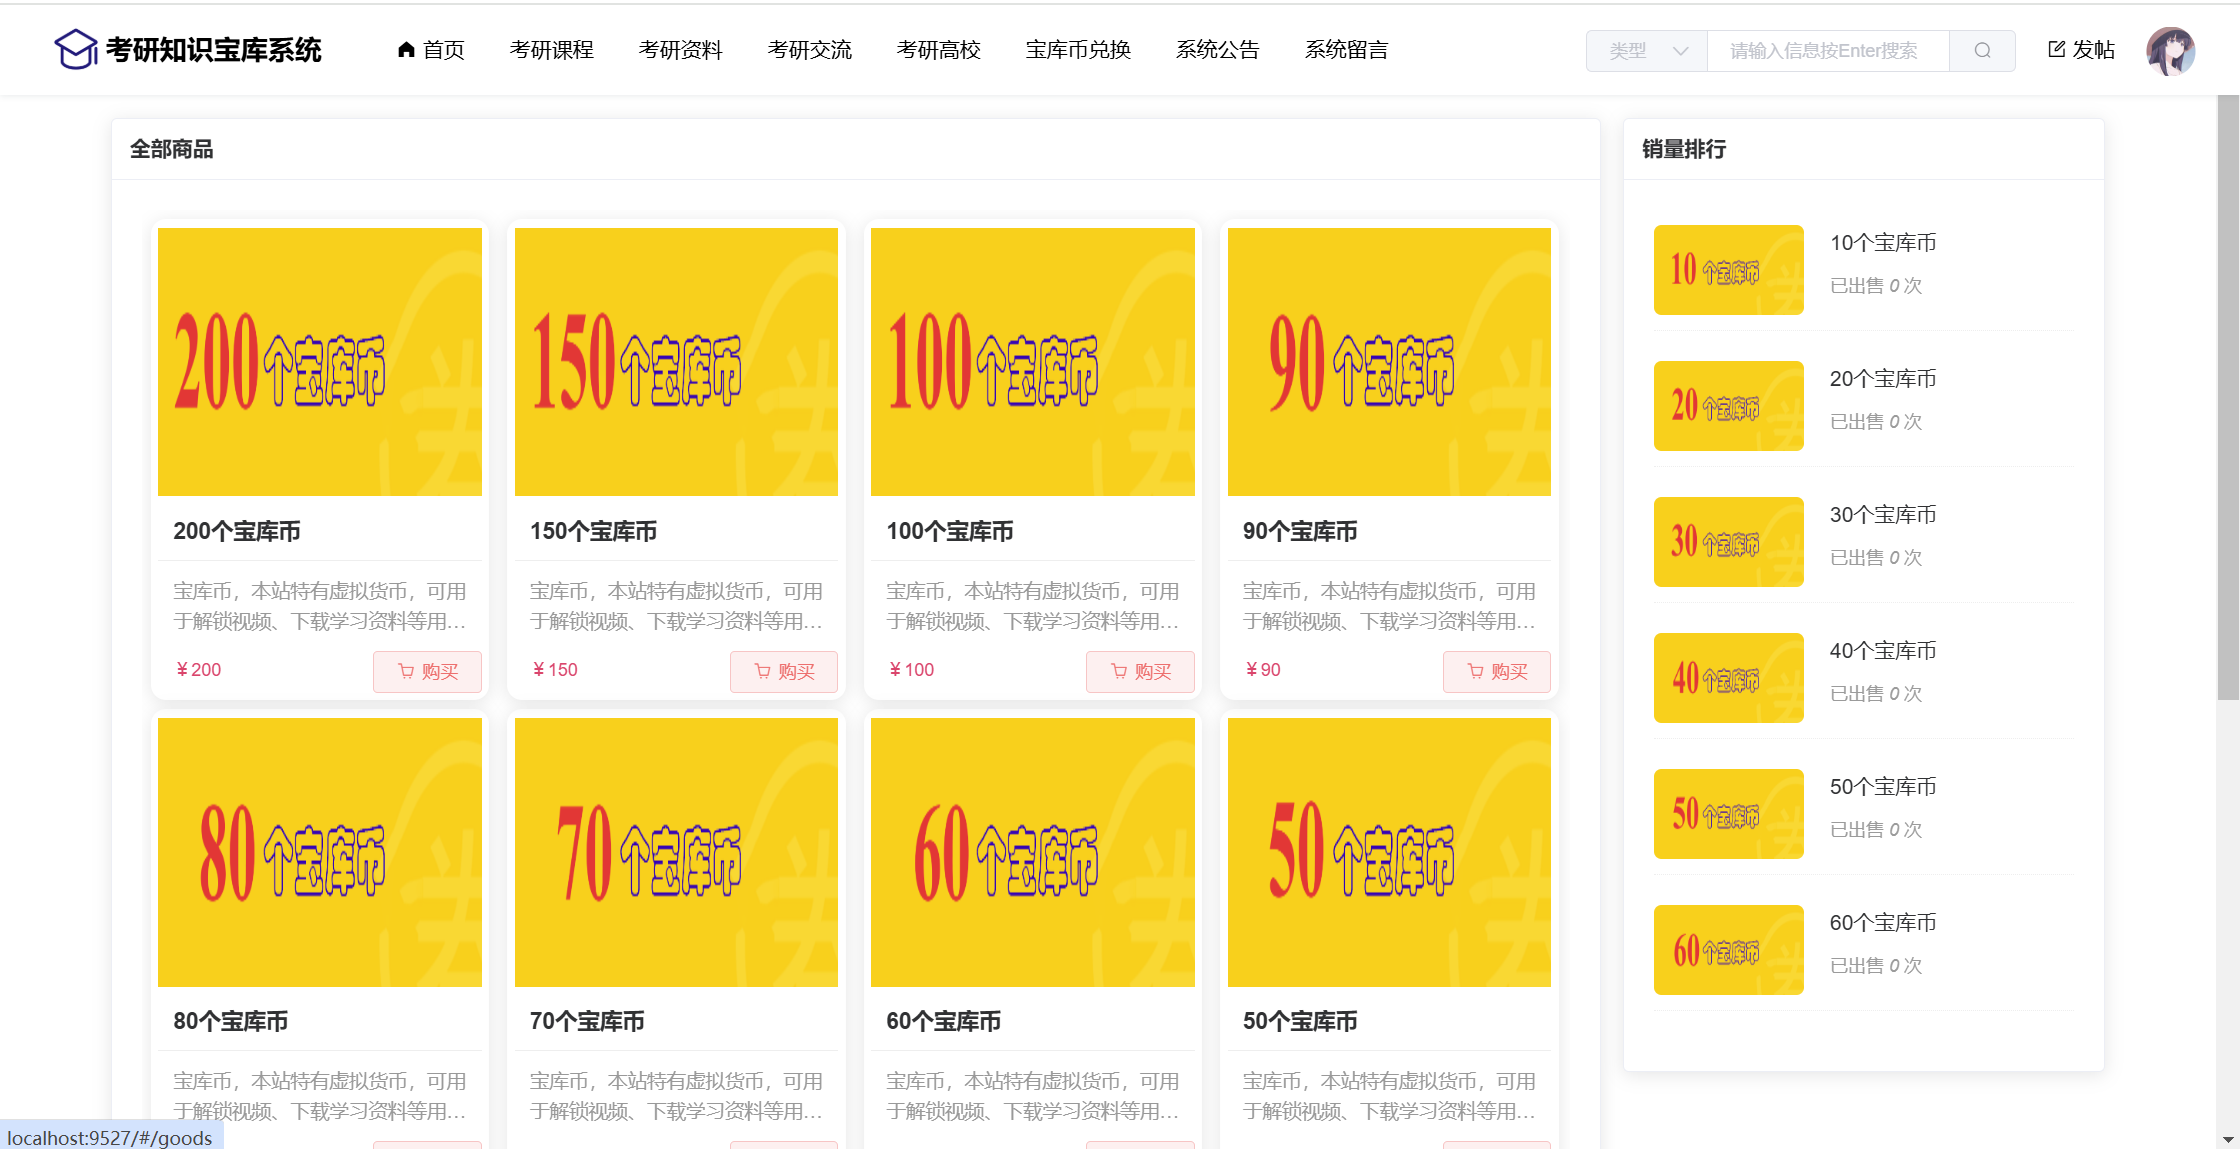 考研知识宝库系统
首页
考研课程
考研资料
考研交流
考研高校
宝库币兑换
系统公告
系统留言
类型
请输入信息按Enter搜索
发帖
全部商品
200个宝库币
150个宝库币
100个宝库币
90个宝库币
200个宝库币
150个宝库币
100个宝库币
90个宝库币
宝库币，本站特有虚拟货币，可用
于解锁视频、下载学习资料等用...
宝库币，本站特有虚拟货币，可用
于解锁视频、下载学习资料等用...
宝库币，本站特有虚拟货币，可用
于解锁视频、下载学习资料等用...
宝库币，本站特有虚拟货币，可用
于解锁视频、下载学习资料等用...
¥ 200
购买
¥ 150
购买
¥ 100
购买
¥ 90
购买
80个宝库币
70个宝库币
60个宝库币
50个宝库币
80个宝库币
70个宝库币
60个宝库币
50个宝库币
宝库币，本站特有虚拟货币，可用
于解锁视频、下载学习资料等用...
宝库币，本站特有虚拟货币，可用
于解锁视频、下载学习资料等用...
宝库币，本站特有虚拟货币，可用
于解锁视频、下载学习资料等用...
宝库币，本站特有虚拟货币，可用
于解锁视频、下载学习资料等用...
销量排行
10个宝库币
10个宝库币
已出售 0 次
20个宝库币
20个宝库币
已出售 0 次
30个宝库币
30个宝库币
已出售 0 次
40个宝库币
40个宝库币
已出售 0 次
50个宝库币
50个宝库币
已出售 0 次
60个宝库币
60个宝库币
已出售 0 次
localhost:9527/#/goods